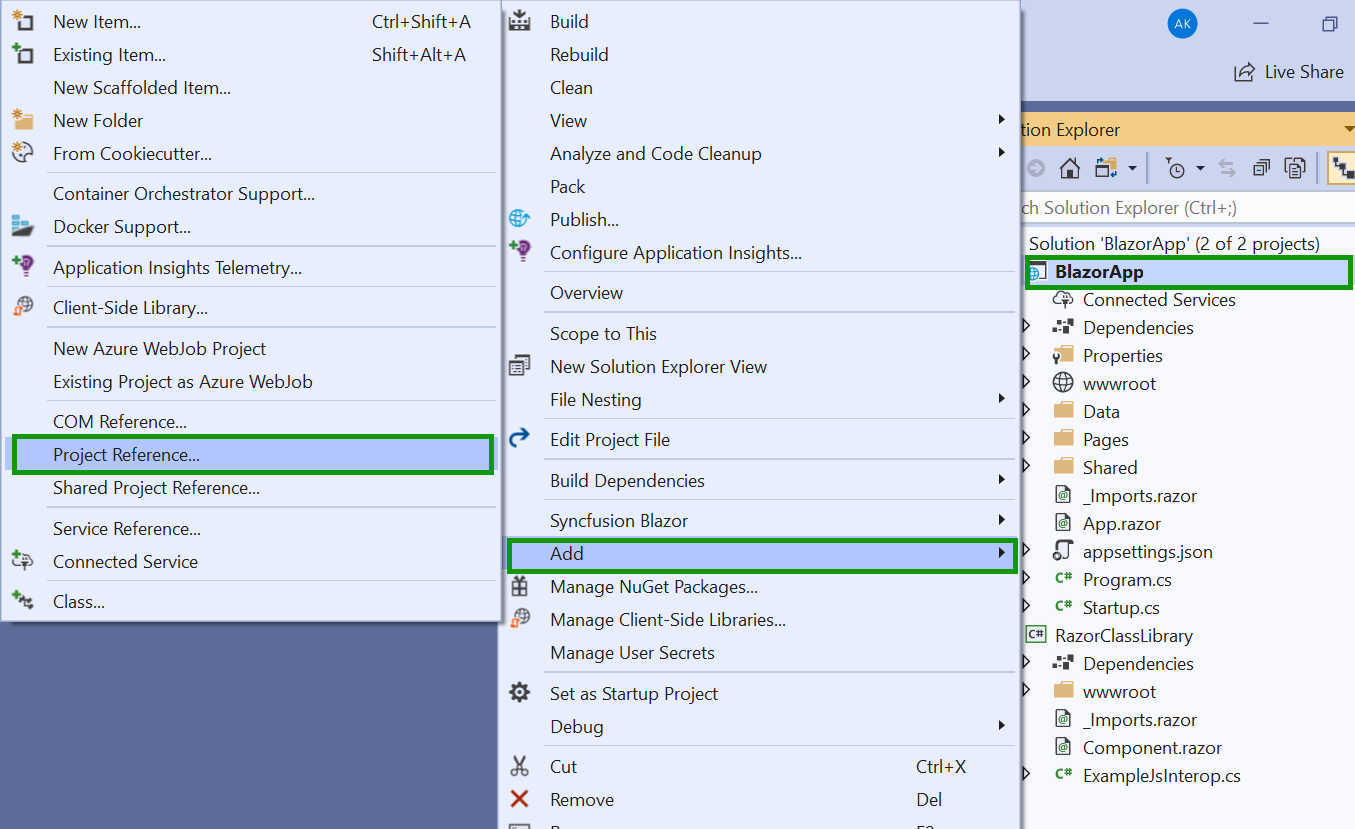 New Item... Ctrl+Shift+A
Existing Item... Shift+Alt+A
New Scaffolded Item...
New Folder
From Cookiecutter...
Container Orchestrator Support...
Docker Support...
Application Insights Telemetry...
Client-Side Library...
New Azure WebJob Project
Existing Project as Azure WebJob
COM Reference...
Project Reference...
Shared Project Reference...
Service Reference...
Connected Service
Class...
Build
Rebuild
Clean
View
Analyze and Code Cleanup
Pack
Publish...
Configure Application Insights...
Overview
Scope to This
New Solution Explorer View
File Nesting
Edit Project File
Build Dependencies
Syncfusion Blazor
Add
Manage NuGet Packages...
Manage Client-Side Libraries...
Manage User Secrets
Set as Startup Project
Debug
Cut Ctrl+X
Remove Del
AK
Live Share
tion Explorer
ch Solution Explorer (Ctrl+;)
Solution 'BlazorApp' (2 of 2 projects)
BlazorApp
Connected Services
Dependencies
Properties
wwwroot
Data
Pages
Shared
_Imports.razor
App.razor
appsettings.json
C# Program.cs
C# Startup.cs
C# RazorClassLibrary
Dependencies
wwwroot
_Imports.razor
Component.razor
C# ExampleJsInterop.cs